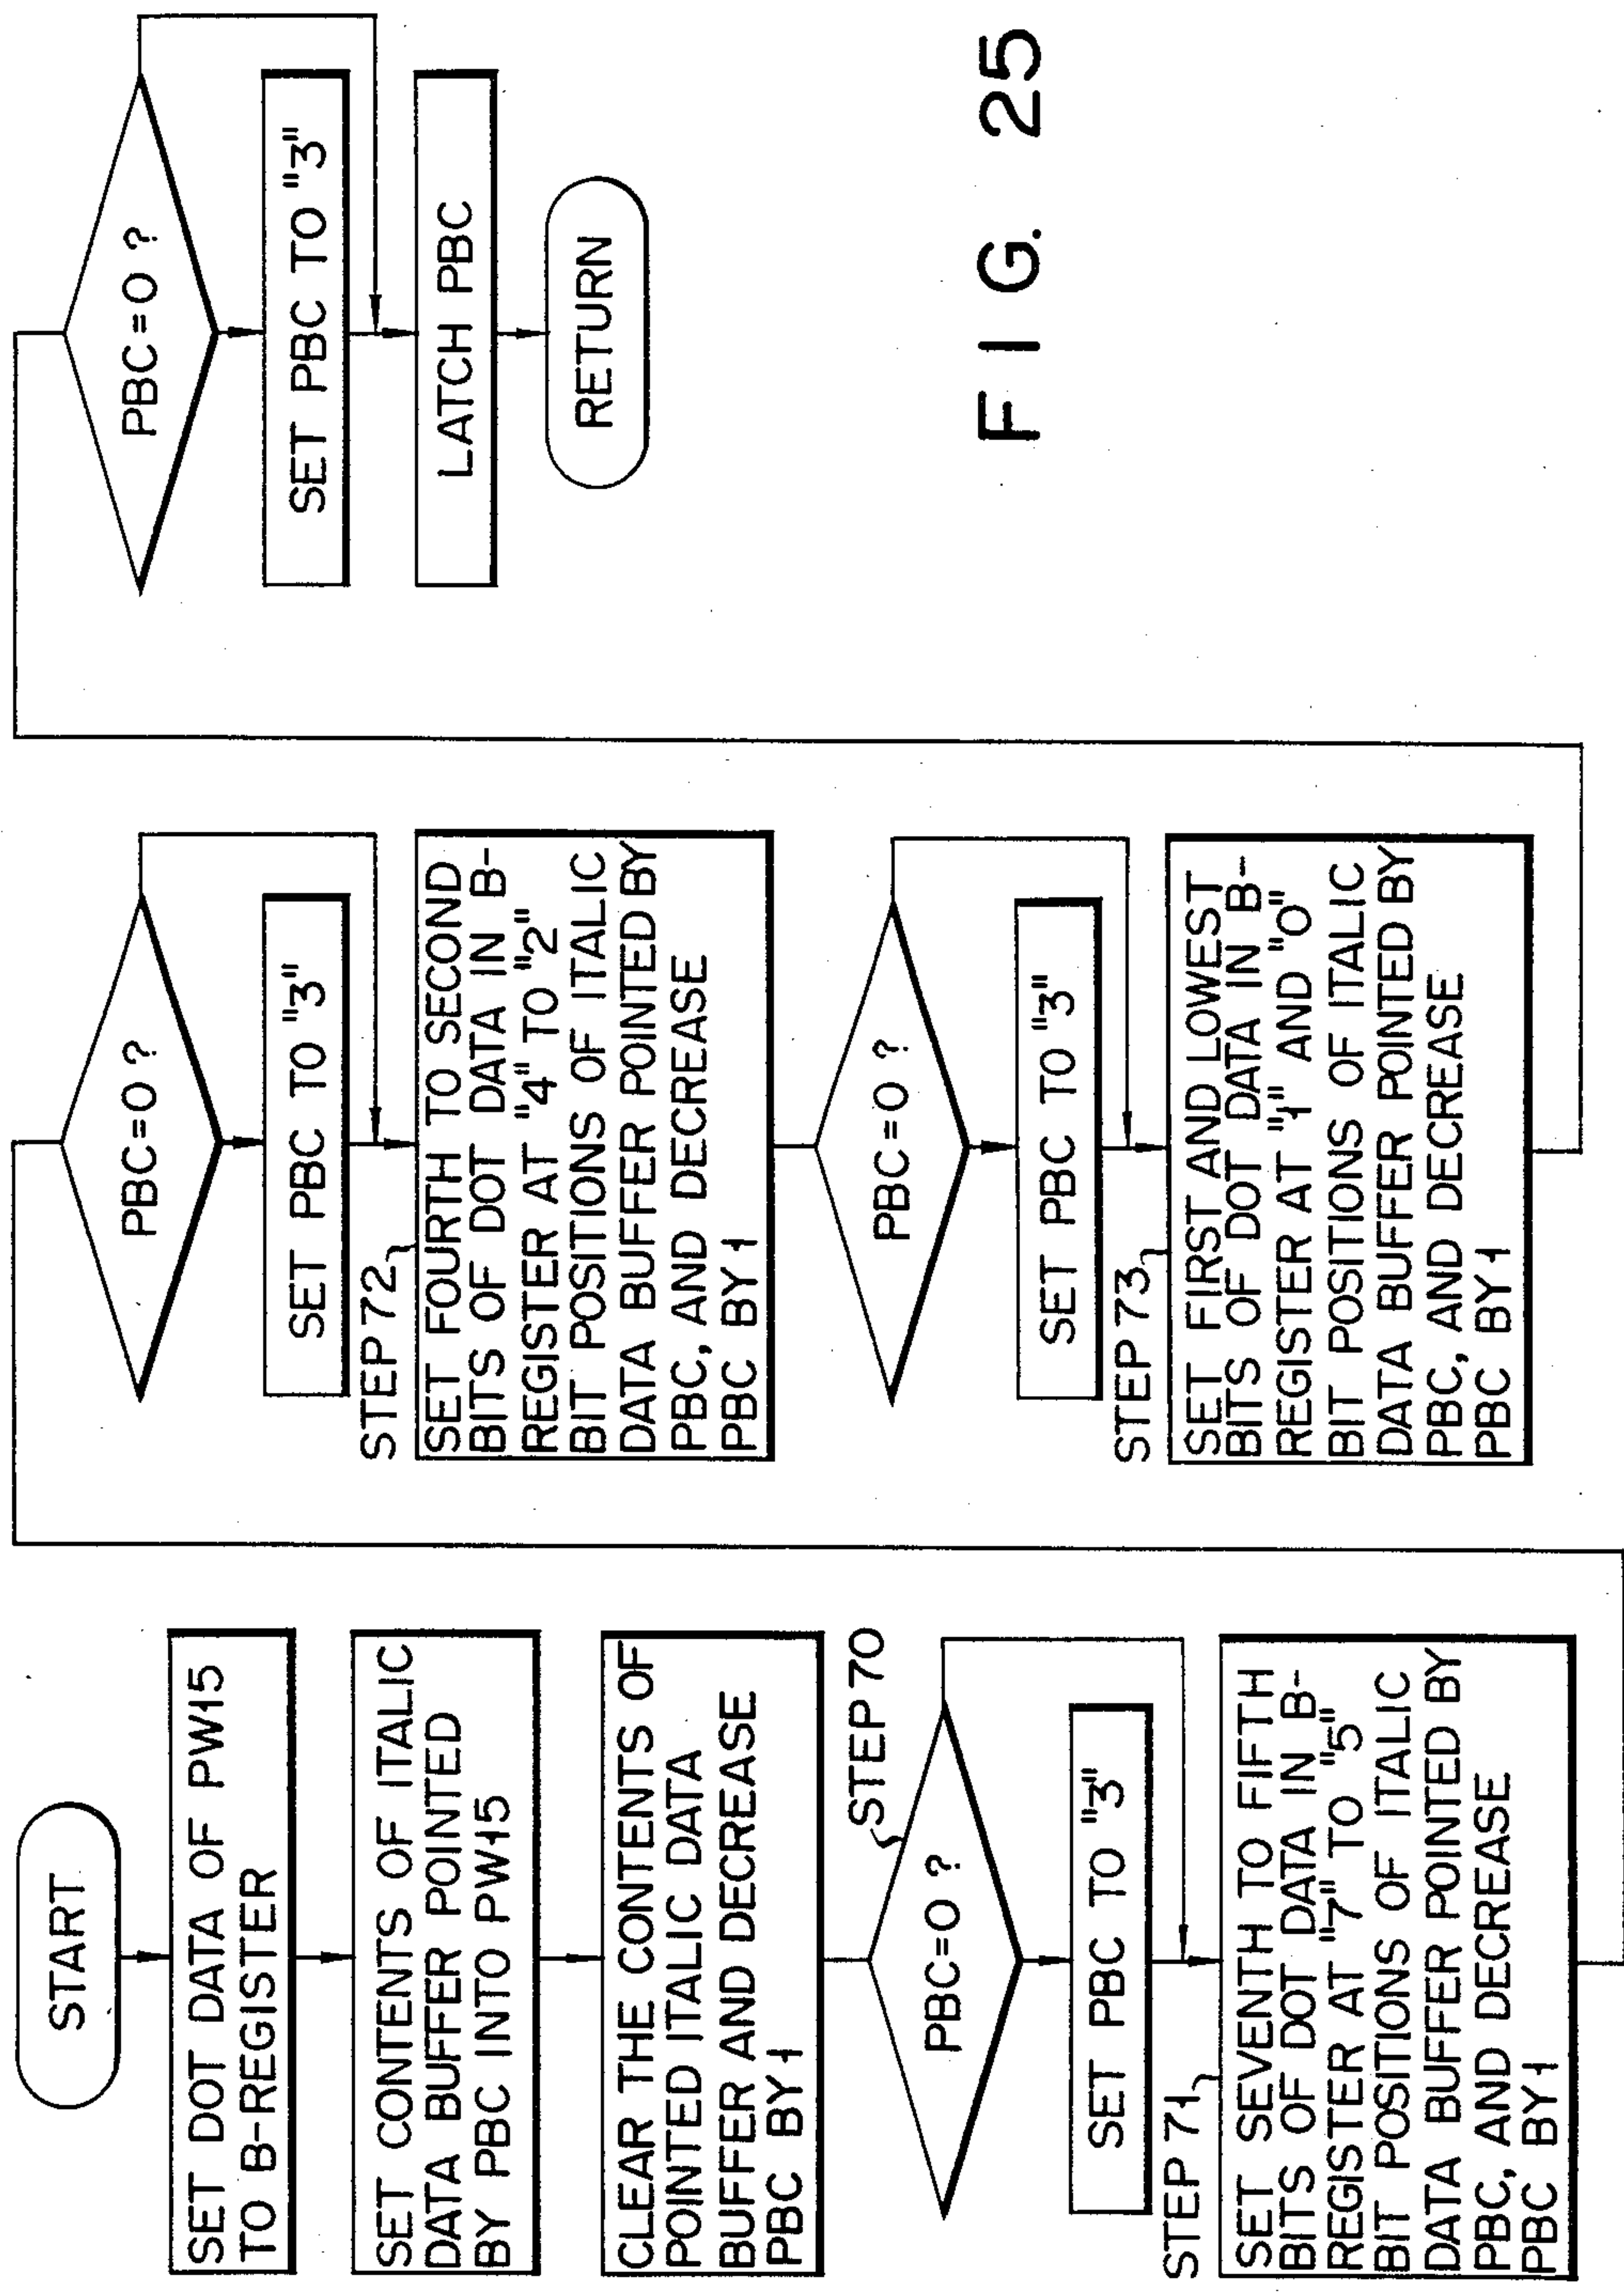 START
SET DOT DATA OF PW15
TO B-REGISTER
SET CONTENTS OF ITALIC
DATA BUFFER POINTED
BY PBC INTO PW15
CLEAR THE CONTENTS OF
POINTED ITALIC DATA
BUFFER AND DECREASE
PBC BY 1
STEP 70
PBC=0 ?
SET PBC TO "3"
STEP 71
SET SEVENTH TO FIFTH
BITS OF DOT DATA IN B-
REGISTER AT "7" TO "5"
BIT POSITIONS OF ITALIC
DATA BUFFER POINTED BY
PBC, AND DECREASE
PBC BY 1
PBC=0 ?
SET PBC TO "3"
STEP 72
SET FOURTH TO SECOND
BITS OF DOT DATA IN B-
REGISTER AT "4" TO "2"
BIT POSITIONS OF ITALIC
DATA BUFFER POINTED BY
PBC, AND DECREASE
PBC BY 1
PBC=0 ?
SET PBC TO "3"
STEP 73
SET FIRST AND LOWEST
BITS OF DOT DATA IN B-
REGISTER AT "1" AND "0"
BIT POSITIONS OF ITALIC
DATA BUFFER POINTED BY
PBC, AND DECREASE
PBC BY 1
PBC=0 ?
SET PBC TO "3"
LATCH PBC
RETURN
FIG. 25